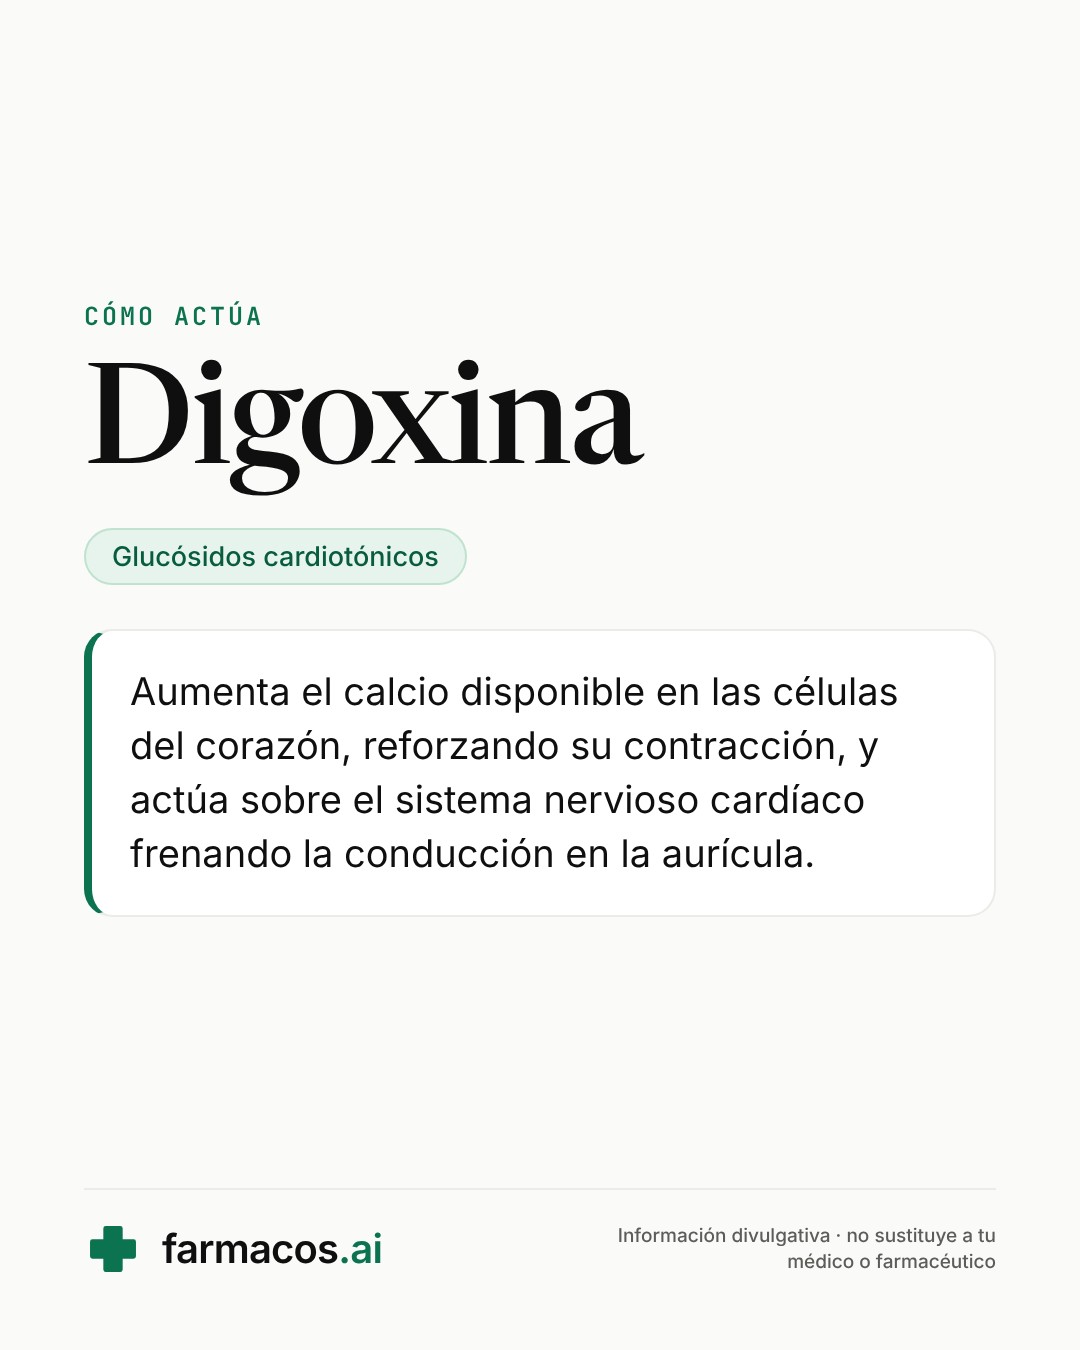 CÓMO ACTÚA
Digoxina
Glucósidos cardiotónicos
Aumenta el calcio disponible en las células
del corazón, reforzando su contracción, y
actúa sobre el sistema nervioso cardíaco
frenando la conducción en la aurícula.
farmacos.ai
Información divulgativa · no sustituye a tu
médico o farmacéutico